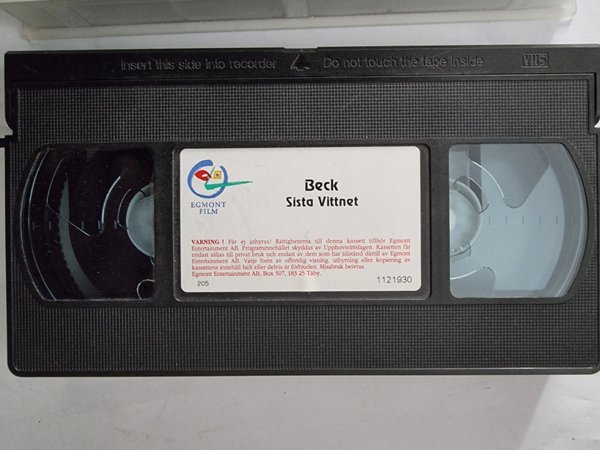 Insert this side into recorder Do not touch the tape inside VHS
EGMONT
FILM
Beck
Sista Vittnet
VARNING ! Får ej uthyras! Rättigheterna till denna kassett tillhör Egmont
Entertainment AB. Programinnehållet skyddas av Upphovsrättslagen. Kassetten får
endast säljas till privat bruk och endast av dem som har tillstånd därtill av Egmont
Entertainment AB. Varje form av offentlig visning, uthyrning eller kopiering av
kassettens innehåll helt eller delvis är förbjuden. Missbruk beivras.
Egmont Entertainment AB, Box 507, 183 25 Täby.
205 1121930